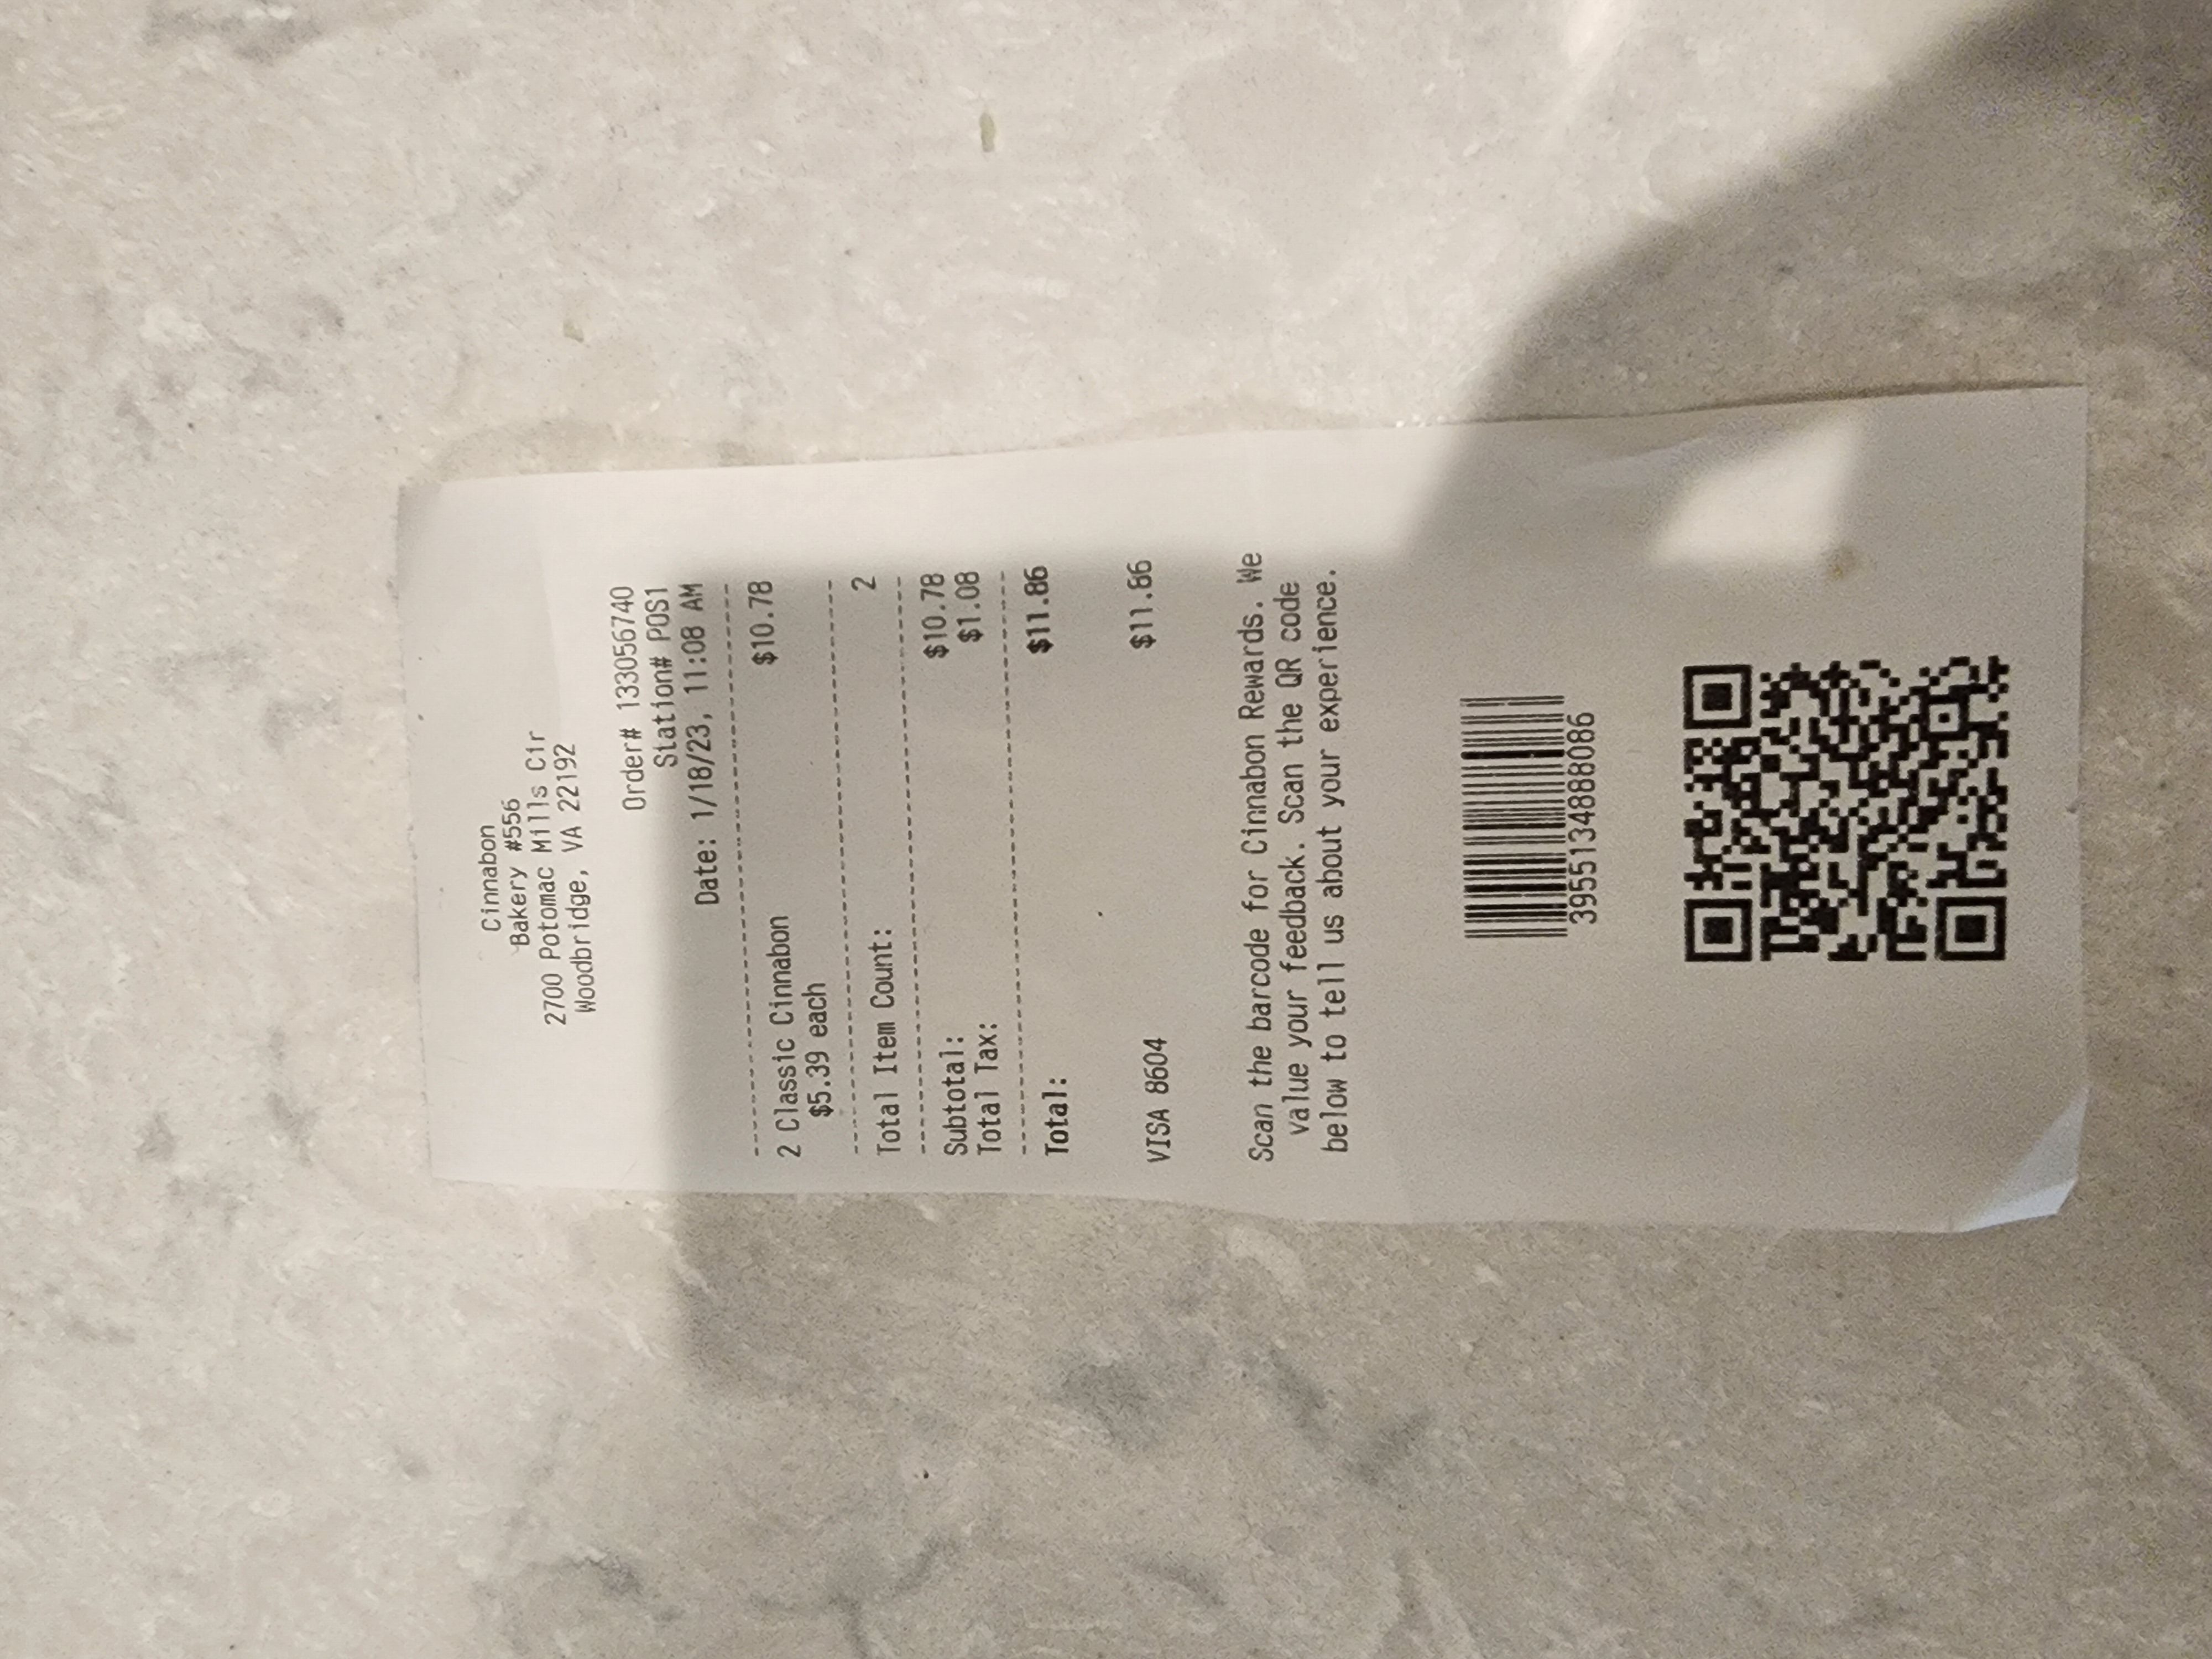 Cinnabon
Bakery #556
2700 Potomac Mills Cir
Woodbridge, VA 22192
Order# 133056740
Station# POS1
Date: 1/18/23, 11:08 AM
2 Classic Cinnabon $10.78
$5.39 each
Total Item Count: 2
Subtotal: $10.78
Total Tax: $1.08
Total: $11.86
VISA 8604 $11.86
Scan the barcode for Cinnabon Rewards. We
value your feedback. Scan the QR code
below to tell us about your experience.
3955134888086